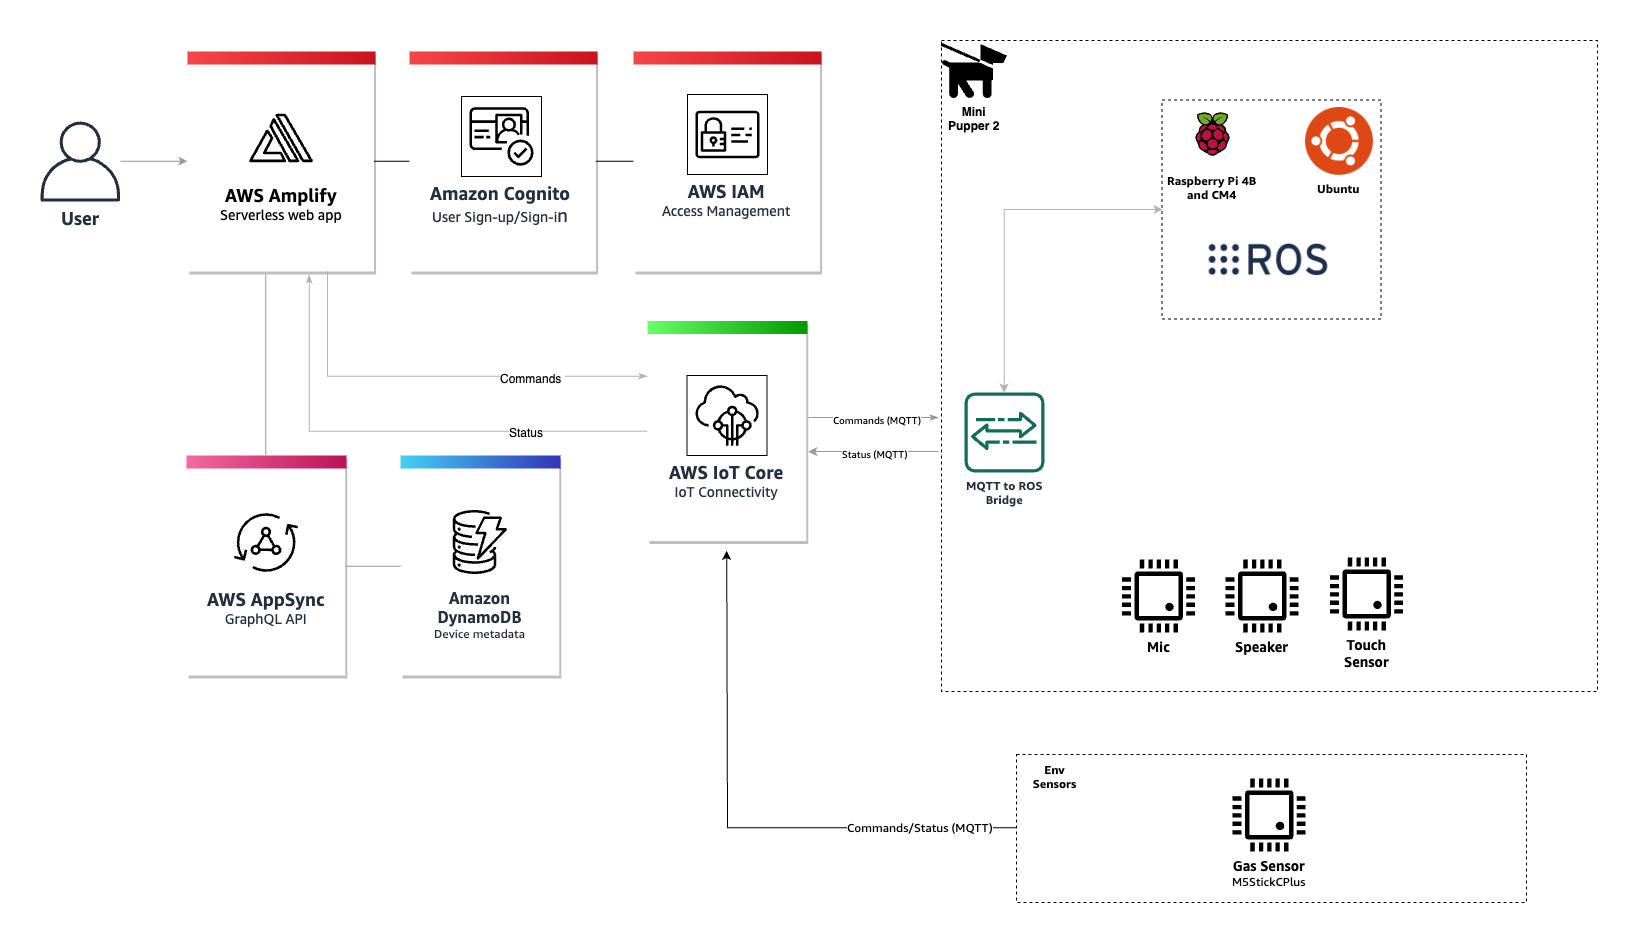 User
AWS Amplify
Serverless web app
Amazon Cognito
User Sign-up/Sign-in
AWS IAM
Access Management
Mini
Pupper 2
Raspberry Pi 4B
and CM4
Ubuntu
ROS
Commands
Status
AWS IoT Core
IoT Connectivity
Commands (MQTT)
Status (MQTT)
MQTT to ROS
Bridge
AWS AppSync
GraphQL API
Amazon
DynamoDB
Device metadata
Mic
Speaker
Touch
Sensor
Env
Sensors
Commands/Status (MQTT)
Gas Sensor
M5StickCPlus